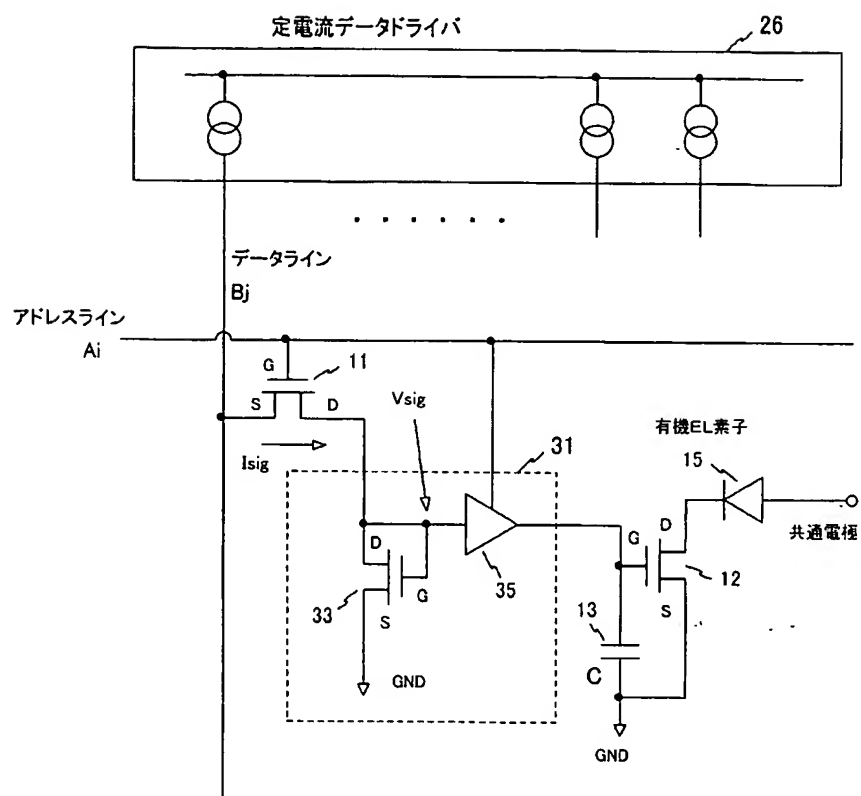 定電流データドライバ
26
データライン
Bj
アドレスライン
Ai
G
11
S
D
Vsig
Isig
31
有機EL素子
15
共通電極
D
G
33
S
35
G
D
S
12
13
C
GND
GND